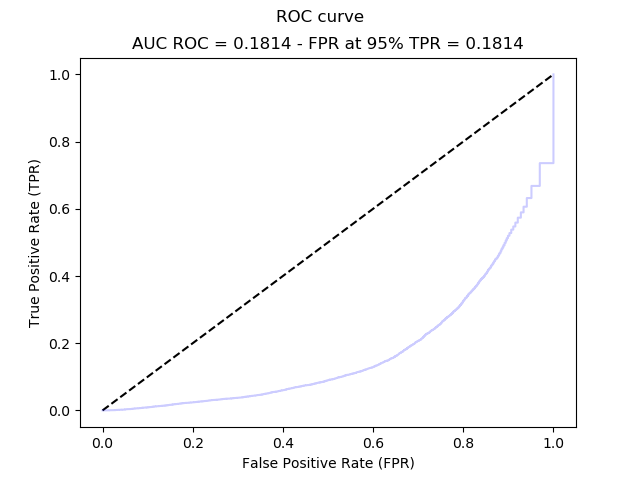 ROC curve
AUC ROC = 0.1814 - FPR at 95% TPR = 0.1814
1.0
0.8
0.6
0.4
0.2
0.0
True Positive Rate (TPR)
0.0 0.2 0.4 0.6 0.8 1.0
False Positive Rate (FPR)